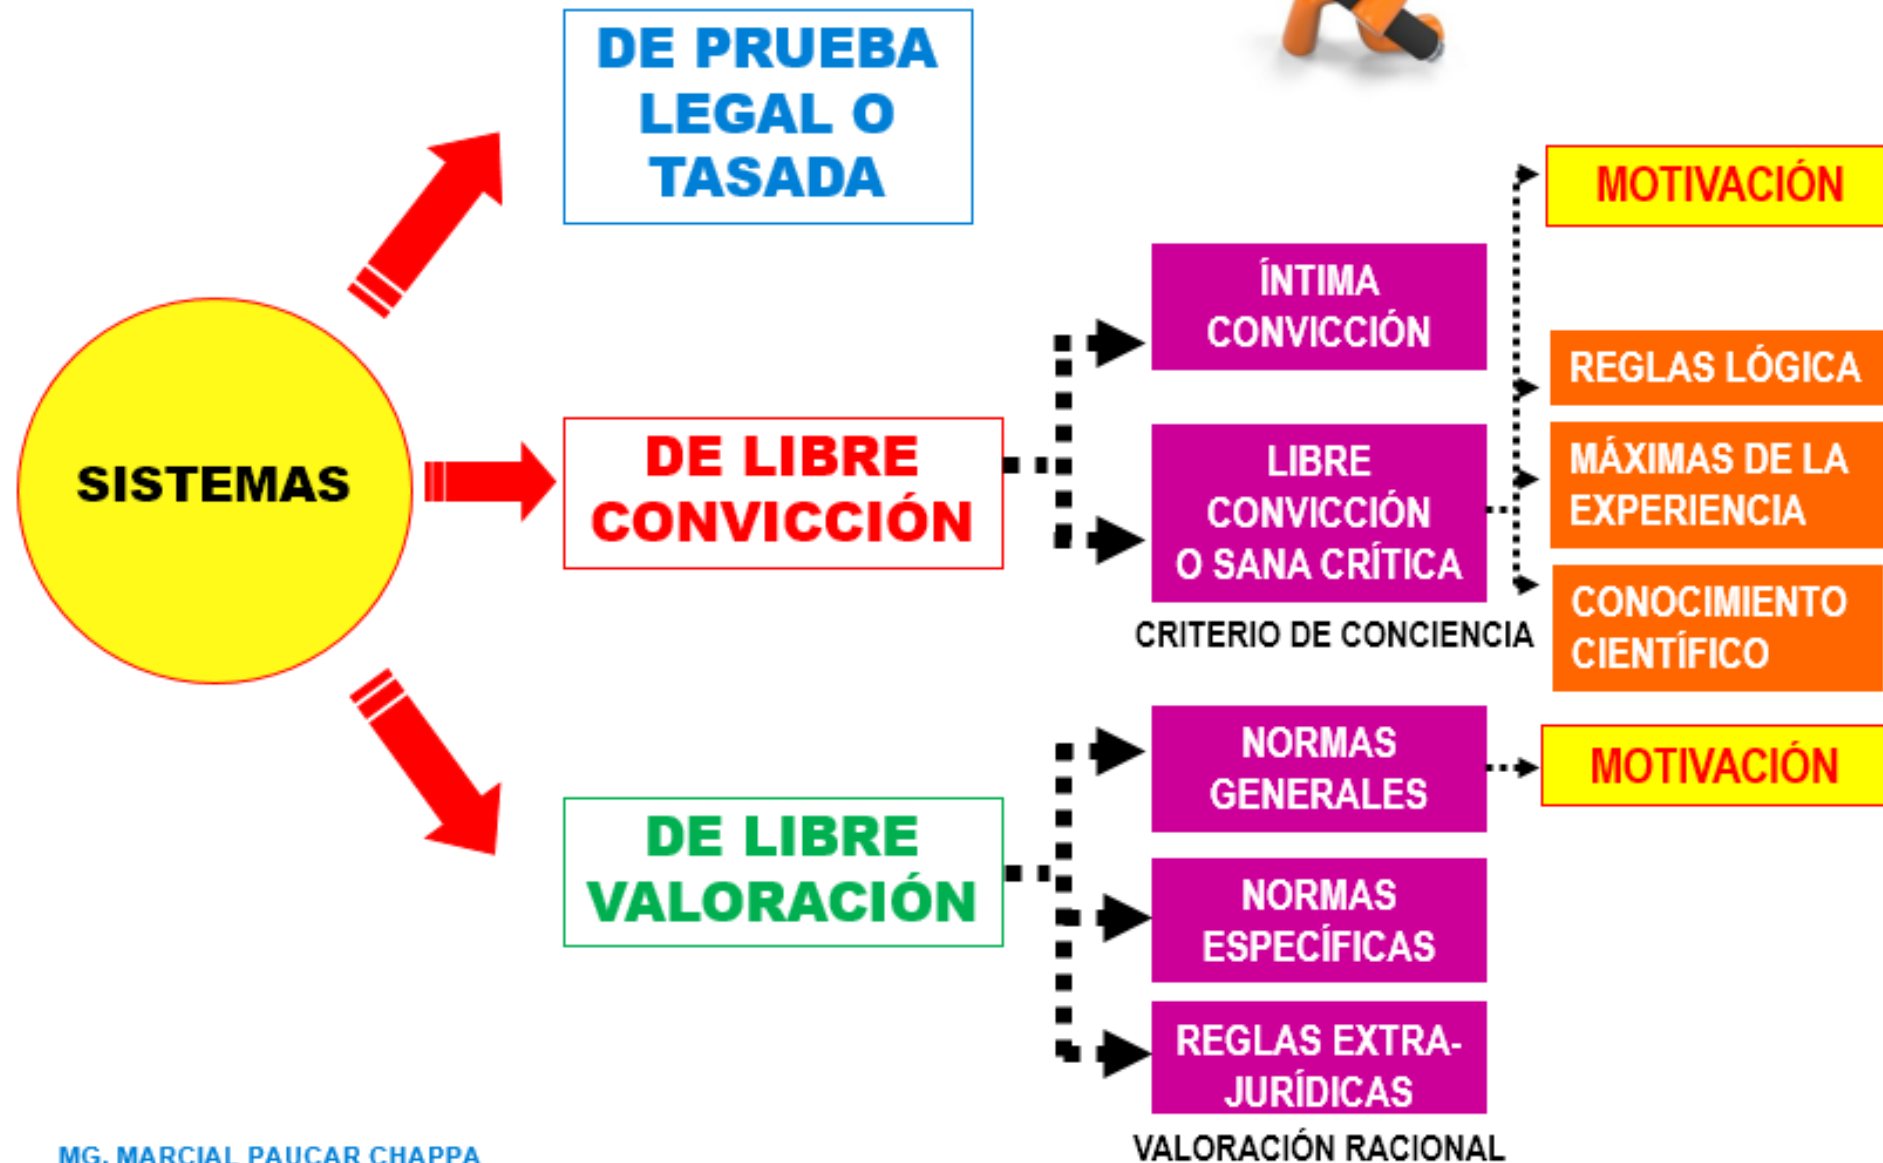 DE PRUEBA
LEGAL O
TASADA
SISTEMAS
DE LIBRE
CONVICCIÓN
ÍNTIMA
CONVICCIÓN
LIBRE
CONVICCIÓN
O SANA CRÍTICA
CRITERIO DE CONCIENCIA
MOTIVACIÓN
REGLAS LÓGICA
MÁXIMAS DE LA
EXPERIENCIA
CONOCIMIENTO
CIENTÍFICO
DE LIBRE
VALORACIÓN
NORMAS
GENERALES
MOTIVACIÓN
NORMAS
ESPECÍFICAS
REGLAS EXTRA-
JURÍDICAS
VALORACIÓN RACIONAL
MG. MARCIAL PAUCAR CHAPPA